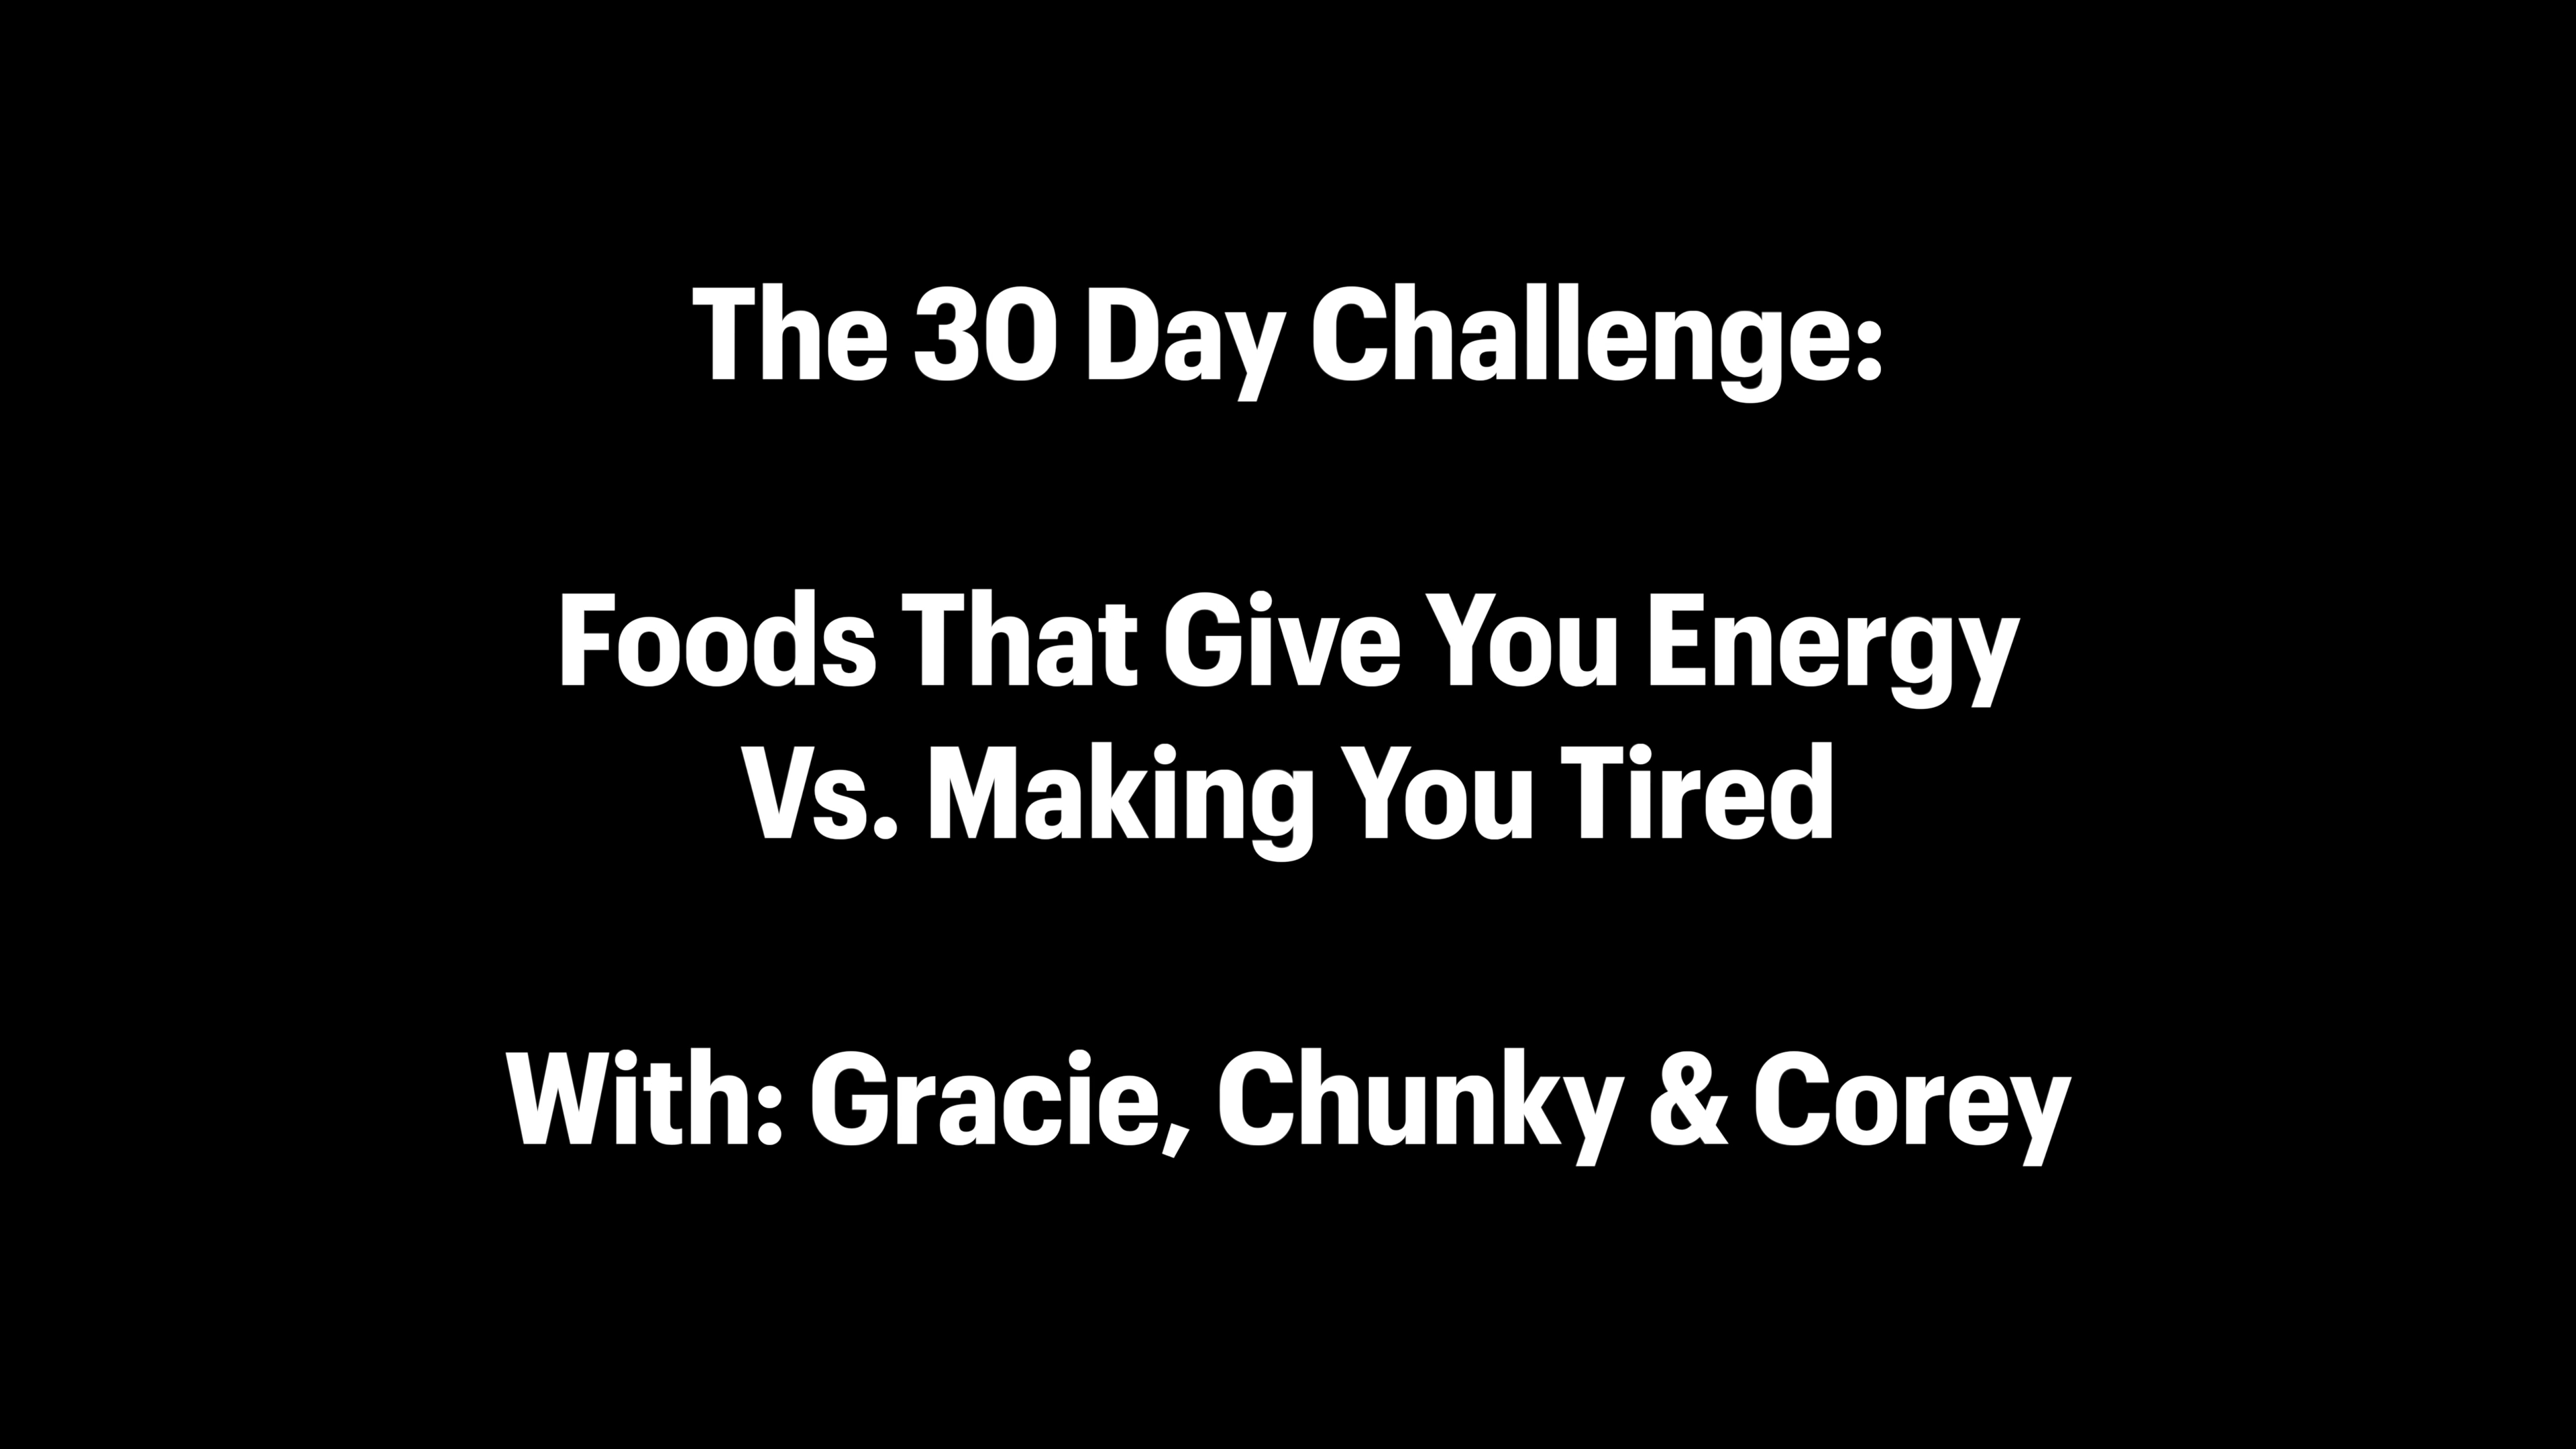 The 30 Day Challenge:
Foods That Give You Energy
Vs. Making You Tired
With: Gracie, Chunky & Corey